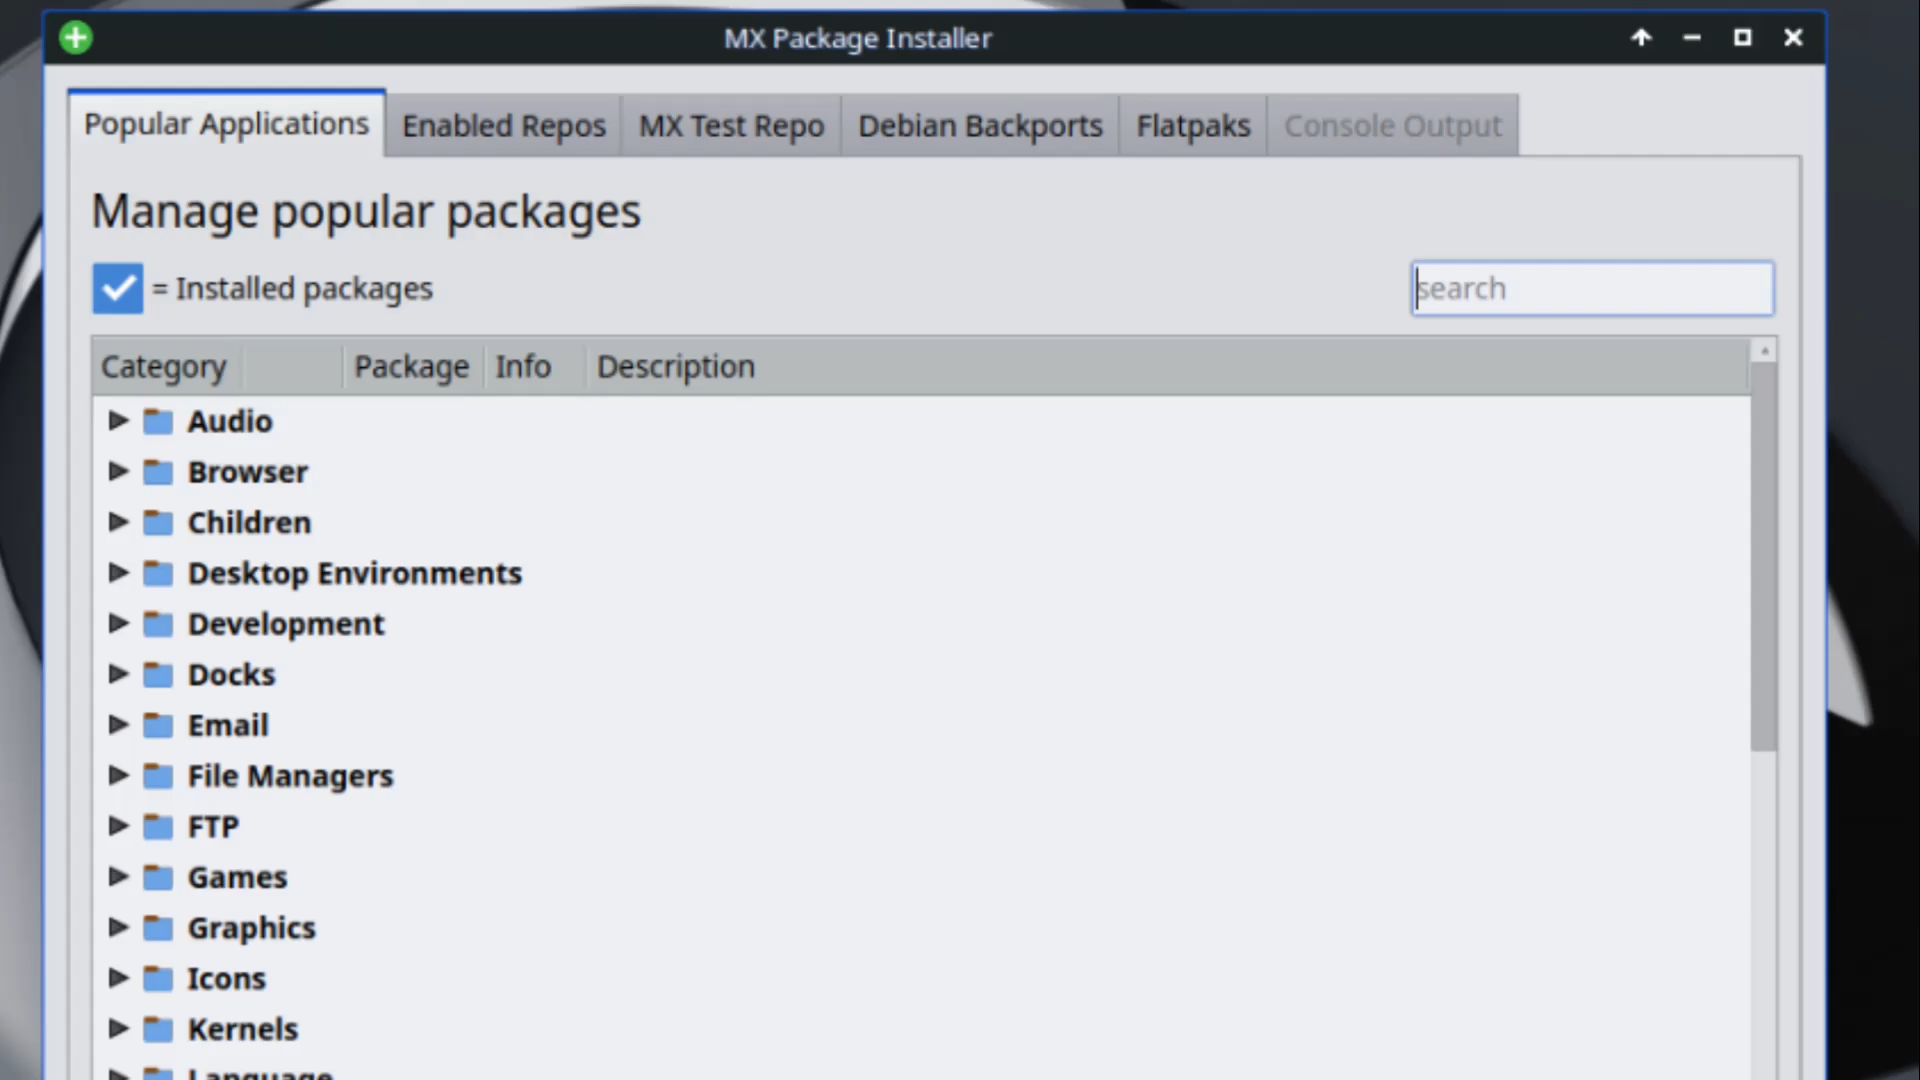 MX Package Installer
Popular Applications Enabled Repos MX Test Repo Debian Backports Flatpaks Console Output
Manage popular packages
= Installed packages
search
Category Package Info Description
Audio
Browser
Children
Desktop Environments
Development
Docks
Email
File Managers
FTP
Games
Graphics
Icons
Kernels
Language